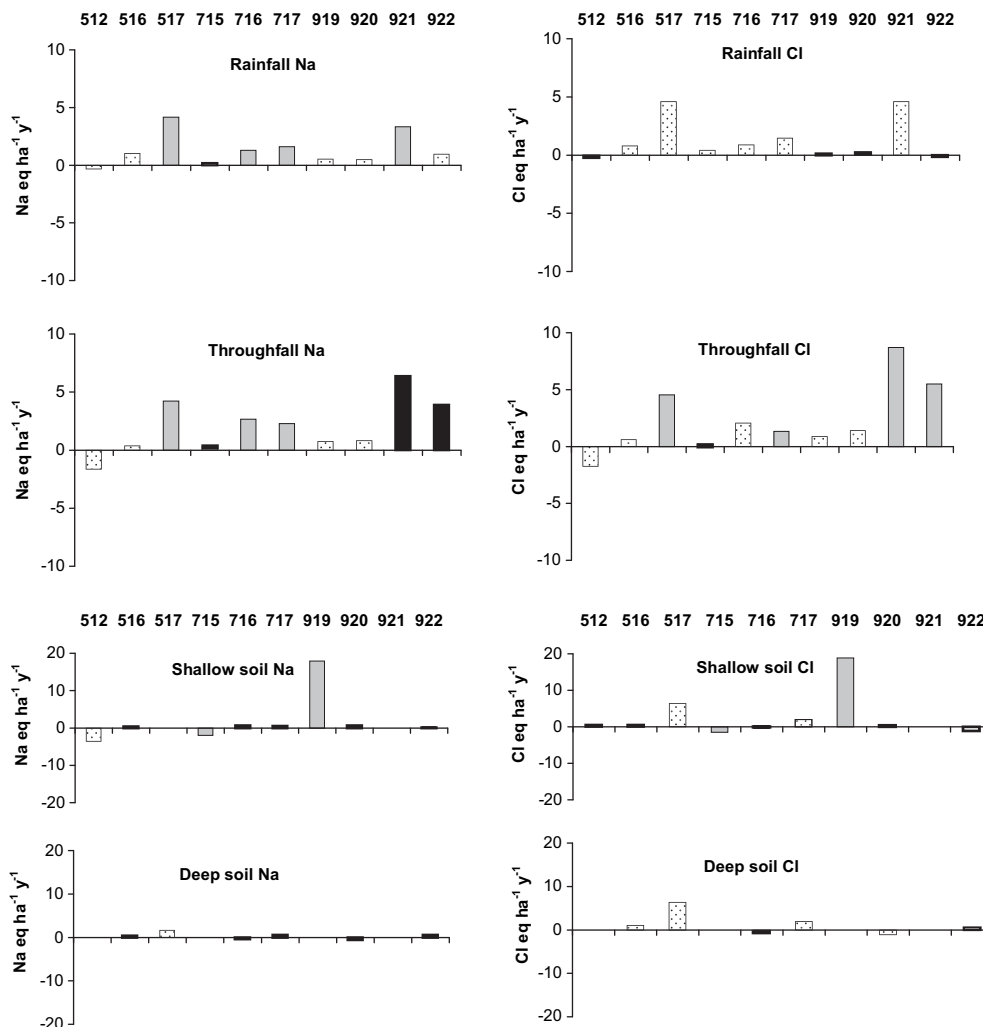 512 516 517 715 716 717 919 920 921 922
Rainfall Na
Na eq ha-1 y-1
10
5
0
-5
-10
512 516 517 715 716 717 919 920 921 922
Rainfall Cl
Cl eq ha-1 y-1
10
5
0
-5
-10
Throughfall Na
Na eq ha-1 y-1
10
5
0
-5
-10
Throughfall Cl
Cl eq ha-1 y-1
10
5
0
-5
-10
512 516 517 715 716 717 919 920 921 922
Shallow soil Na
Na eq ha-1 y-1
20
10
0
-10
-20
512 516 517 715 716 717 919 920 921 922
Shallow soil Cl
Cl eq ha-1 y-1
20
10
0
-10
-20
Deep soil Na
Na eq ha-1 y-1
20
10
0
-10
-20
Deep soil Cl
Cl eq ha-1 y-1
20
10
0
-10
-20